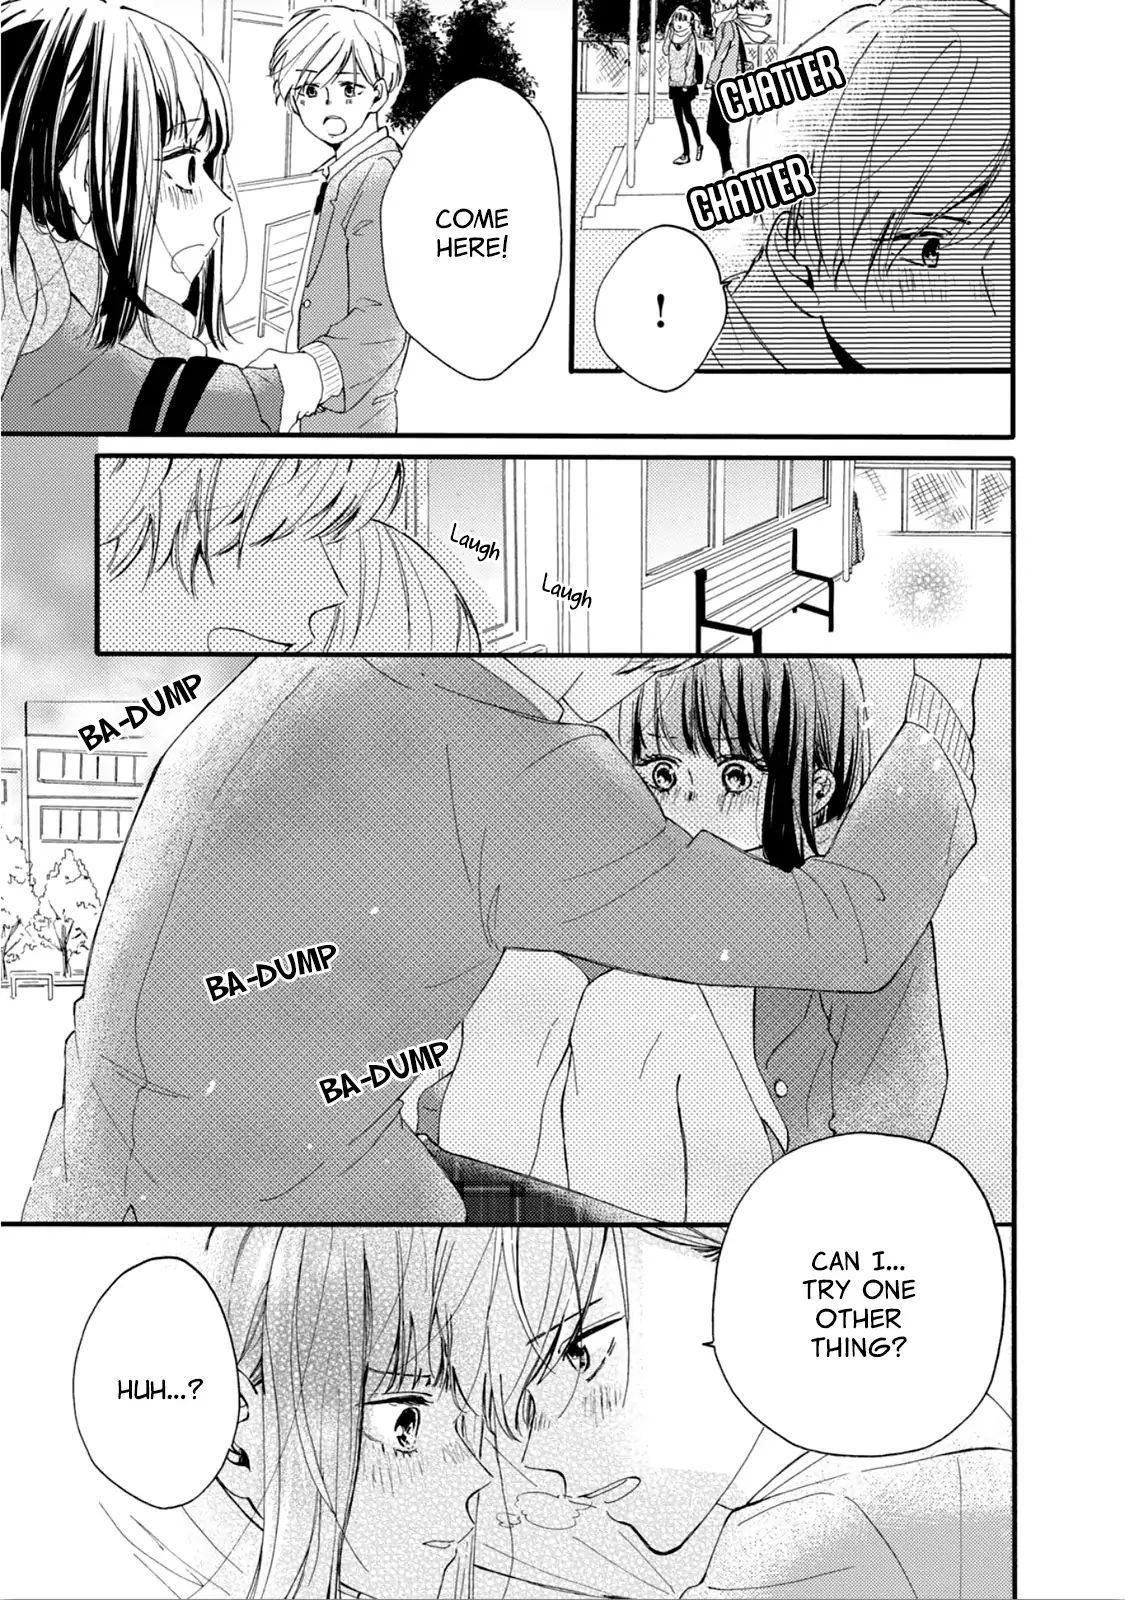 CHATTER
CHATTER
!
COME
HERE!
Laugh
Laugh
BA-DUMP
BA-DUMP
BA-DUMP
CAN I...
TRY ONE
OTHER
THING?
HUH...?